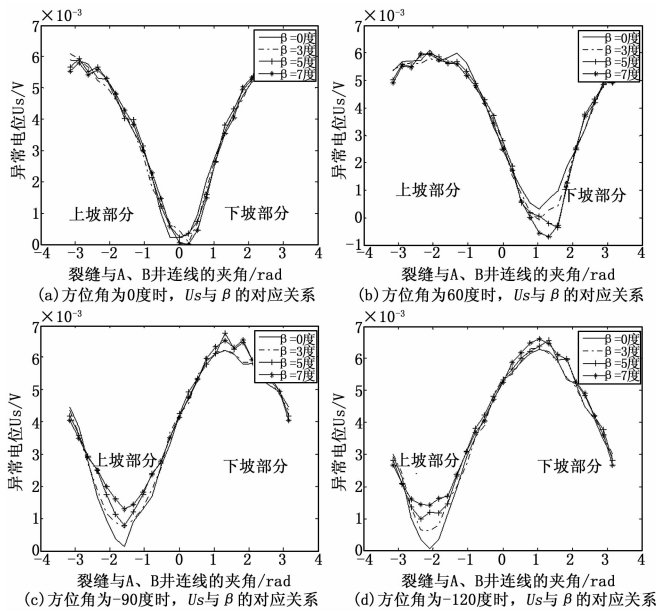 ×10⁻³
7
6
5
4
3
2
1
0
异常电位Us/V
β=0度
β=3度
β=5度
β=7度
上坡部分
下坡部分
-4 -3 -2 -1 0 1 2 3 4
裂缝与A、B井连线的夹角/rad
(a)方位角为0度时，Us与β的对应关系
×10⁻³
7
6
5
4
3
2
1
0
-1
异常电位Us/V
β=0度
β=3度
β=5度
β=7度
上坡部分
下坡部分
-4 -3 -2 -1 0 1 2 3 4
裂缝与A、B井连线的夹角/rad
(b)方位角为60度时，Us与β的对应关系
×10⁻³
7
6
5
4
3
2
1
0
异常电位Us/V
β=0度
β=3度
β=5度
β=7度
上坡部分
下坡部分
-4 -3 -2 -1 0 1 2 3 4
裂缝与A、B井连线的夹角/rad
(c)方位角为-90度时，Us与β的对应关系
×10⁻³
7
6
5
4
3
2
1
0
异常电位Us/V
β=0度
β=3度
β=5度
β=7度
上坡部分
下坡部分
-4 -3 -2 -1 0 1 2 3 4
裂缝与A、B井连线的夹角/rad
(d)方位角为-120度时，Us与β的对应关系